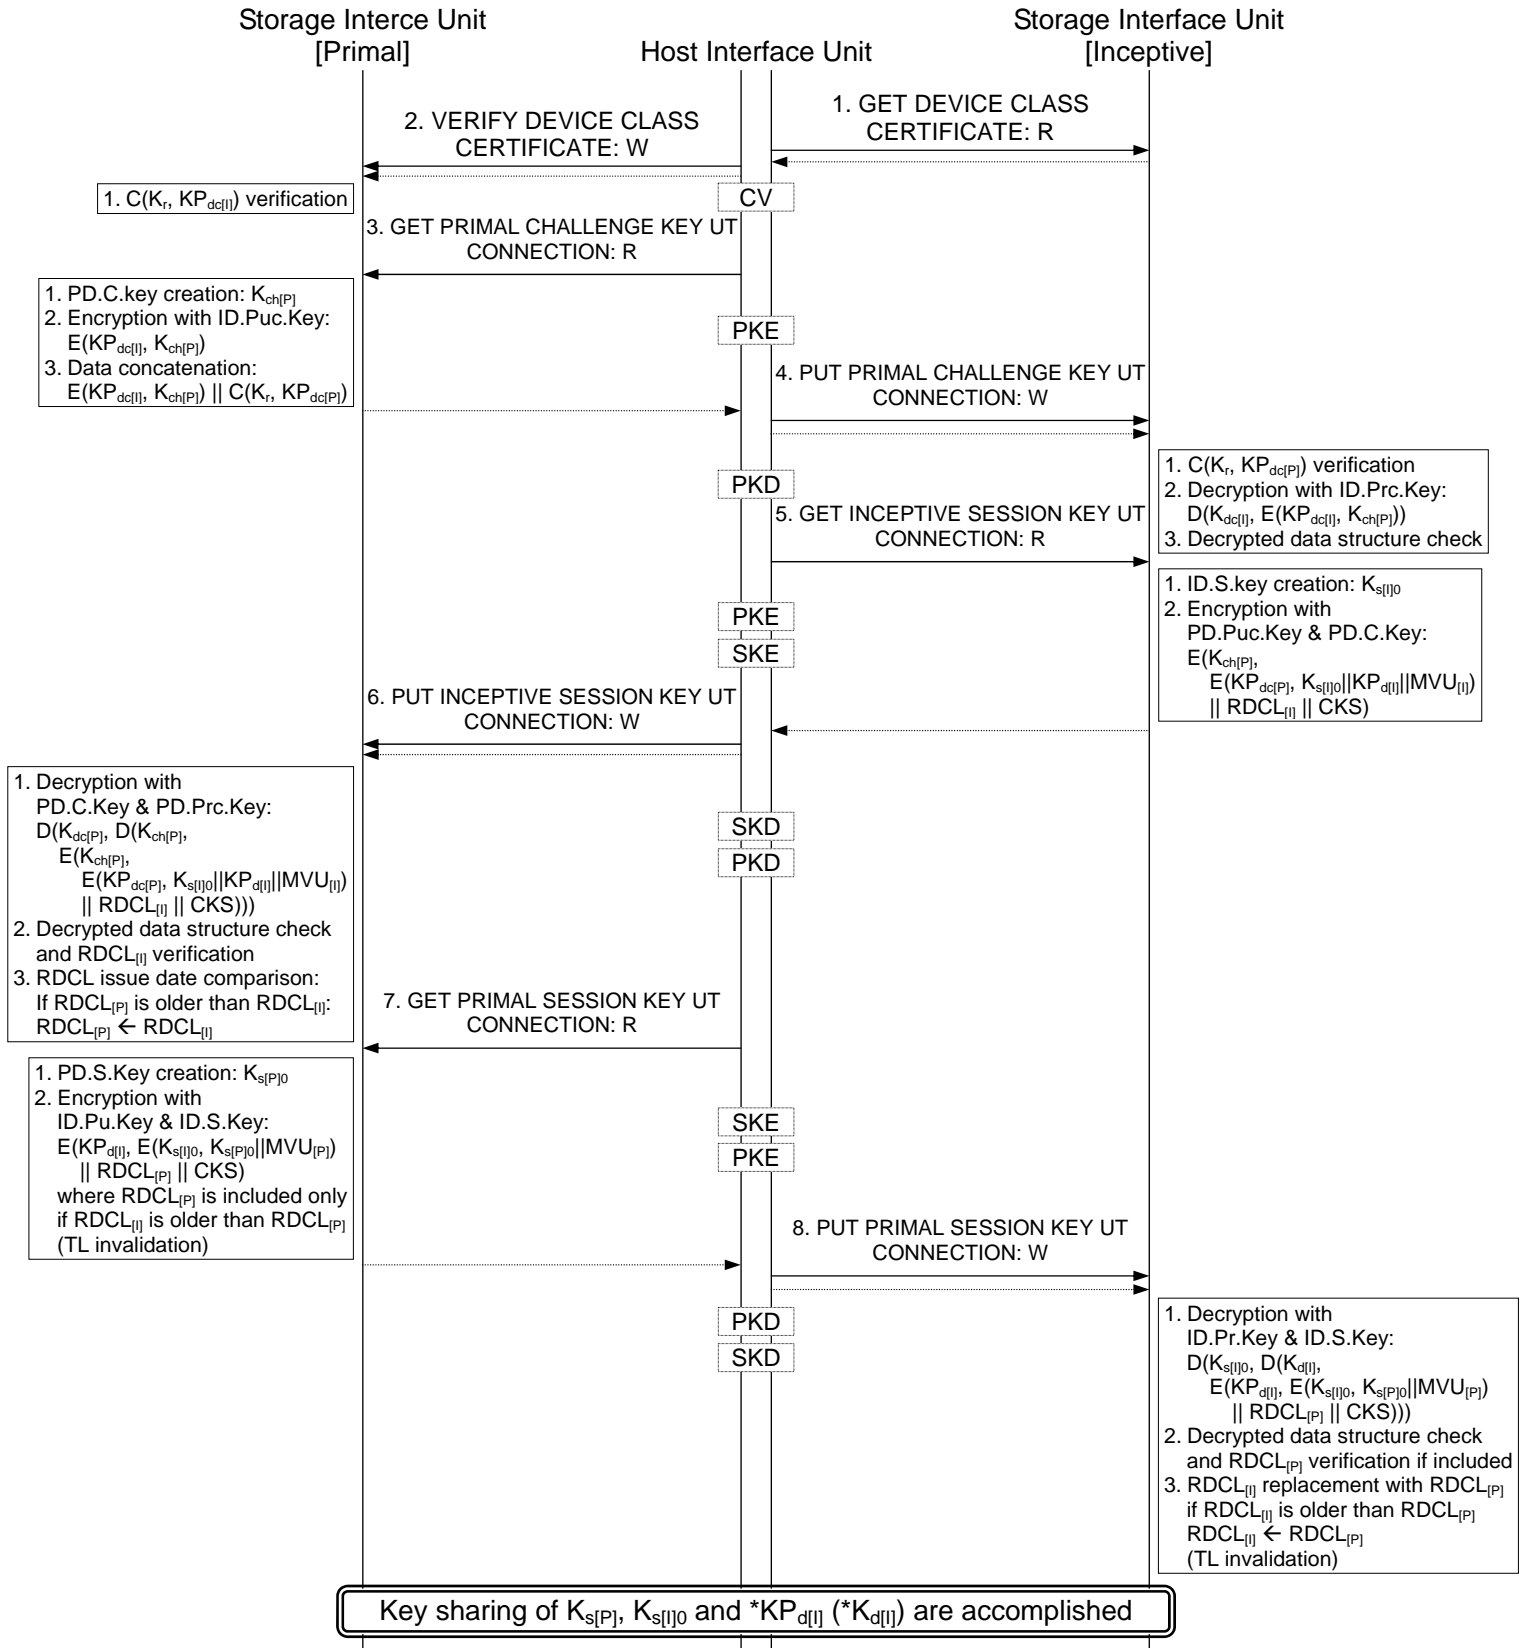 Storage Interce Unit
[Primal]
Host Interface Unit
Storage Interface Unit
[Inceptive]
1. GET DEVICE CLASS
CERTIFICATE: R
2. VERIFY DEVICE CLASS
CERTIFICATE: W
1. C(Kr, KPdc[I]) verification
CV
3. GET PRIMAL CHALLENGE KEY UT
CONNECTION: R
1. PD.C.key creation: Kch[P]
2. Encryption with ID.Puc.Key:
E(KPdc[I], Kch[P])
3. Data concatenation:
E(KPdc[I], Kch[P]) || C(Kr, KPdc[P])
PKE
4. PUT PRIMAL CHALLENGE KEY UT
CONNECTION: W
1. C(Kr, KPdc[P]) verification
2. Decryption with ID.Prc.Key:
D(Kdc[I], E(KPdc[I], Kch[P]))
3. Decrypted data structure check
PKD
5. GET INCEPTIVE SESSION KEY UT
CONNECTION: R
1. ID.S.key creation: Ks[I]0
2. Encryption with
PD.Puc.Key & PD.C.Key:
E(Kch[P],
E(KPdc[P], Ks[I]0||KPd[I]||MVU[I])
|| RDCL[I] || CKS)
PKE
SKE
6. PUT INCEPTIVE SESSION KEY UT
CONNECTION: W
1. Decryption with
PD.C.Key & PD.Prc.Key:
D(Kdc[P], D(Kch[P],
E(Kch[P],
E(KPdc[P], Ks[I]0||KPd[I]||MVU[I])
|| RDCL[I] || CKS)))
2. Decrypted data structure check
and RDCL[I] verification
3. RDCL issue date comparison:
If RDCL[P] is older than RDCL[I]:
RDCL[P] ← RDCL[I]
SKD
PKD
7. GET PRIMAL SESSION KEY UT
CONNECTION: R
1. PD.S.Key creation: Ks[P]0
2. Encryption with
ID.Pu.Key & ID.S.Key:
E(KPd[I], E(Ks[I]0, Ks[P]0||MVU[P])
|| RDCL[P] || CKS)
where RDCL[P] is included only
if RDCL[I] is older than RDCL[P]
(TL invalidation)
SKE
PKE
8. PUT PRIMAL SESSION KEY UT
CONNECTION: W
PKD
SKD
1. Decryption with
ID.Pr.Key & ID.S.Key:
D(Ks[I]0, D(Kd[I],
E(KPd[I], E(Ks[I]0, Ks[P]0||MVU[P])
|| RDCL[P] || CKS)))
2. Decrypted data structure check
and RDCL[P] verification if included
3. RDCL[I] replacement with RDCL[P]
if RDCL[I] is older than RDCL[P]
RDCL[I] ← RDCL[P]
(TL invalidation)
Key sharing of Ks[P], Ks[I]0 and *KPd[I] (*Kd[I]) are accomplished